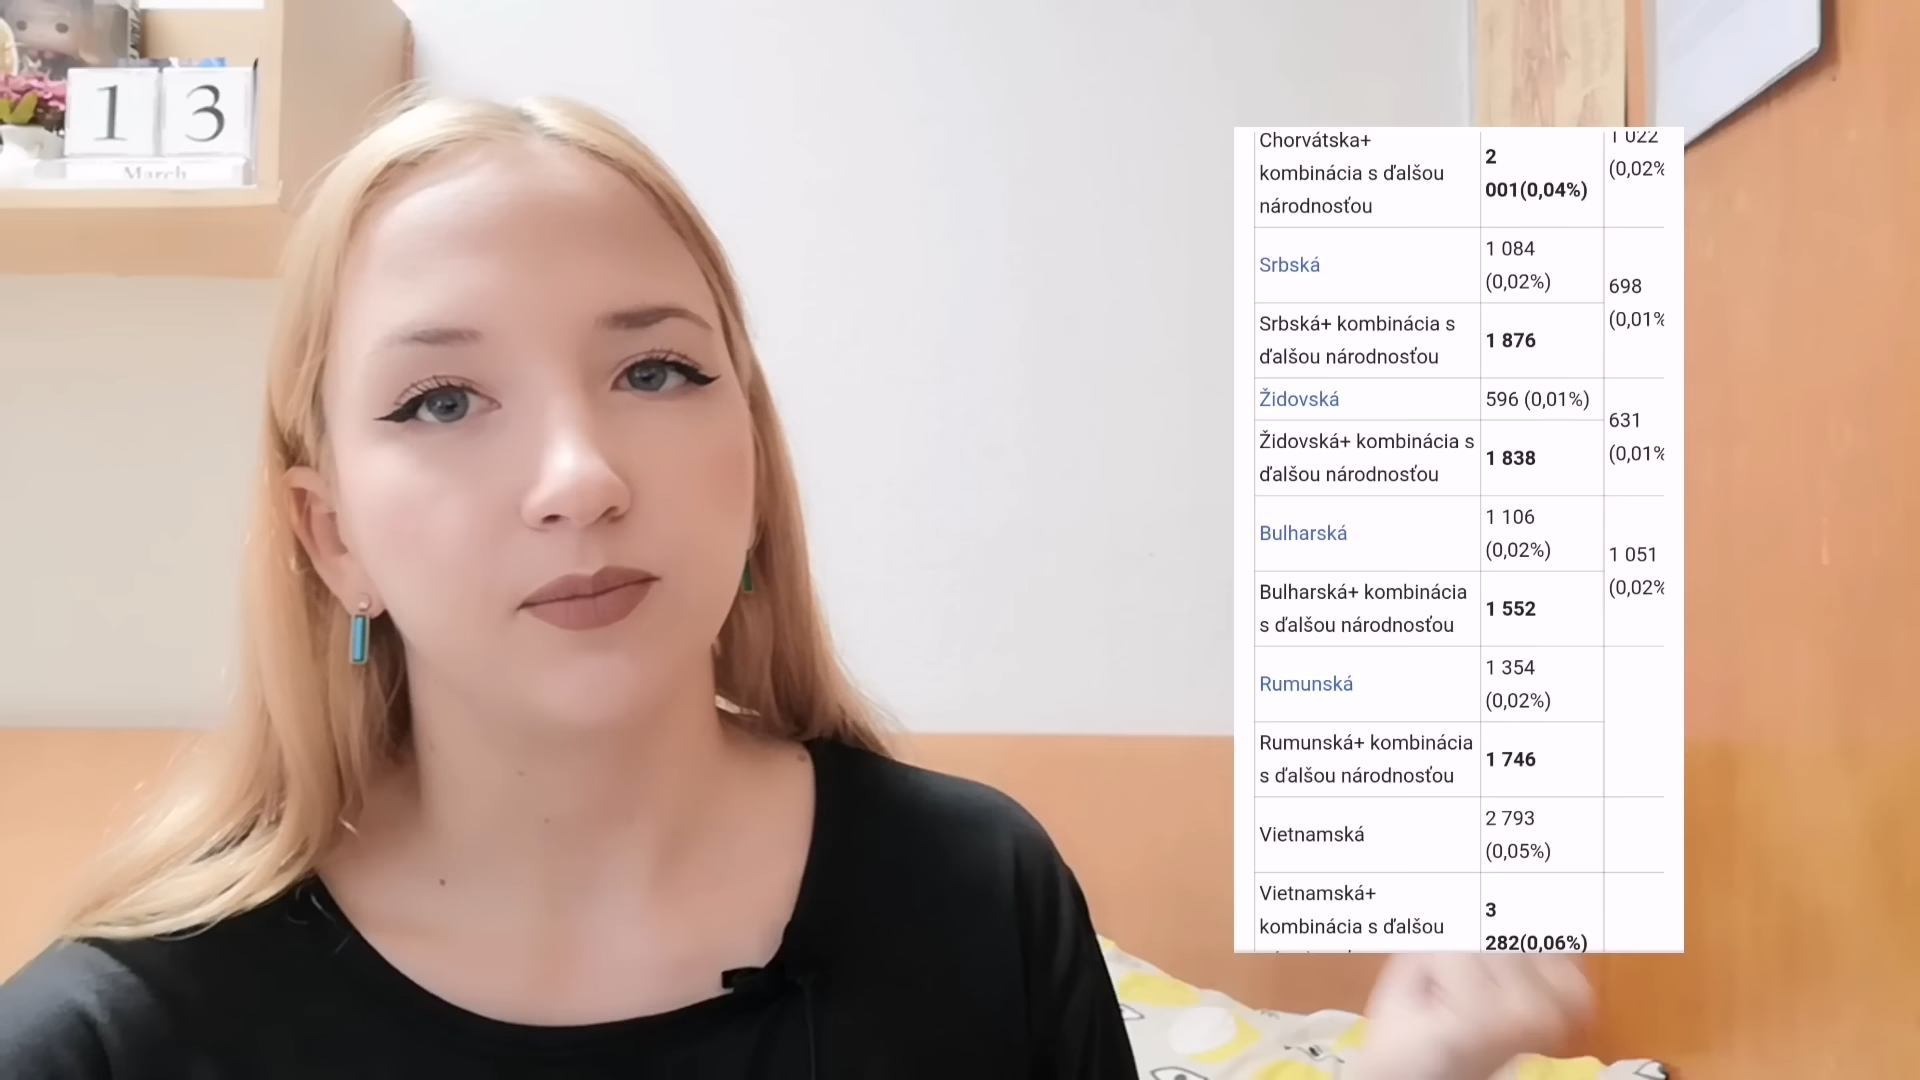 1 3
March
Chorvátska+
kombinácia s ďalšou
národnosťou
2
001(0,04%)
1 022
(0,02%
Srbská
1 084
(0,02%)
698
(0,01%
Srbská+ kombinácia s
ďalšou národnosťou
1 876
Židovská
596 (0,01%)
631
(0,01%
Židovská+ kombinácia s
ďalšou národnosťou
1 838
Bulharská
1 106
(0,02%)
1 051
(0,02%
Bulharská+ kombinácia
s ďalšou národnosťou
1 552
Rumunská
1 354
(0,02%)
Rumunská+ kombinácia
s ďalšou národnosťou
1 746
Vietnamská
2 793
(0,05%)
Vietnamská+
kombinácia s ďalšou
3
282(0,06%)